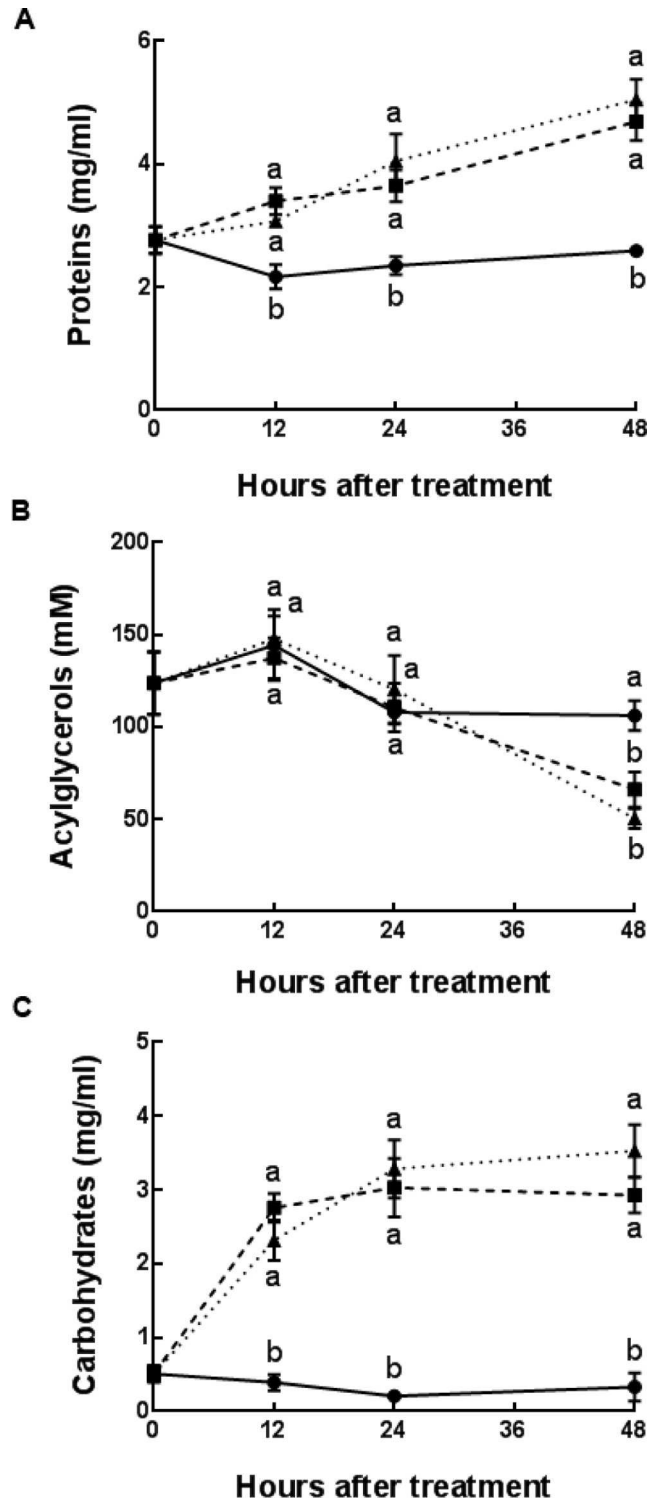 A
Proteins (mg/ml)
6
4
2
0
a
a
a
a
a
a
b
b
b
0 12 24 36 48
Hours after treatment
B
Acylglycerols (mM)
200
150
100
50
0
a
a
a
a
a
a
a
b
b
0 12 24 36 48
Hours after treatment
C
Carbohydrates (mg/ml)
5
4
3
2
1
0
a
a
a
a
a
a
b
b
b
0 12 24 36 48
Hours after treatment